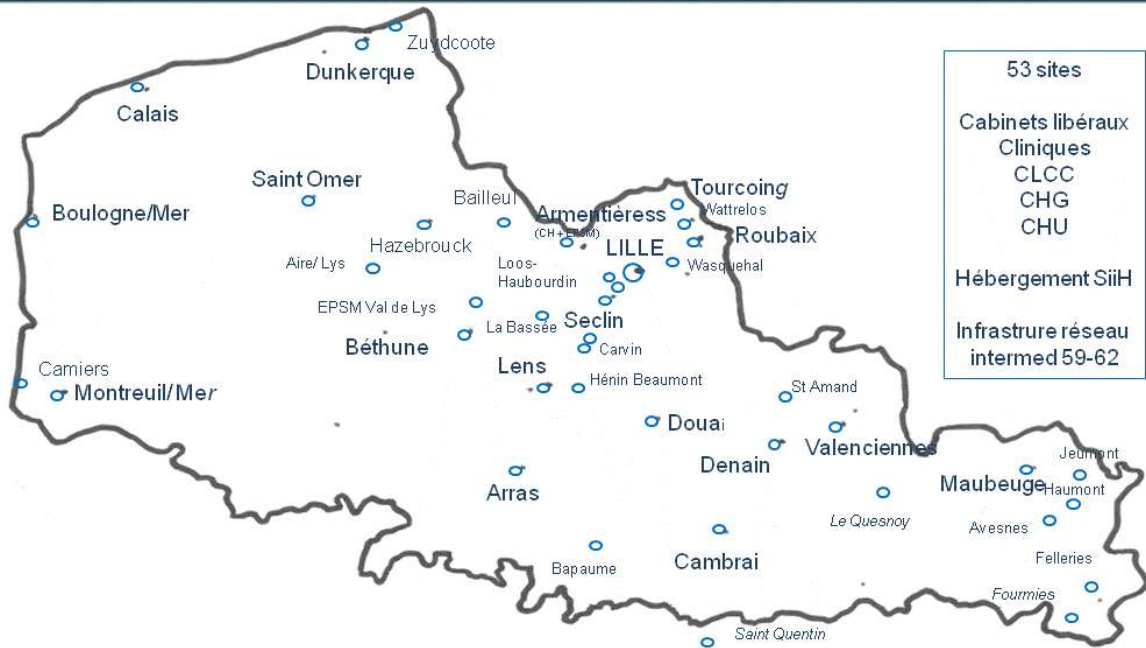 Zuydcoote
Dunkerque
Calais
53 sites
Cabinets libéraux
Cliniques
CLCC
CHG
CHU
Hébergement SiiH
Infrastrure réseau
intermed 59-62
Saint Omer
Bailleul
Tourcoing
Wattrelos
Boulogne/Mer
Armentièress
(CH + EPSM)
Roubaix
Hazebrouck
LILLE
Aire/ Lys
Loos-
Haubourdin
Wasquehal
EPSM Val de Lys
La Bassée
Seclin
Béthune
Carvin
Lens
Camiers
Montreuil/Mer
Hénin Beaumont
St Amand
Douai
Valenciennes
Denain
Jeumont
Maubeuge
Haumont
Arras
Le Quesnoy
Avesnes
Cambrai
Bapaume
Felleries
Fourmies
Saint Quentin